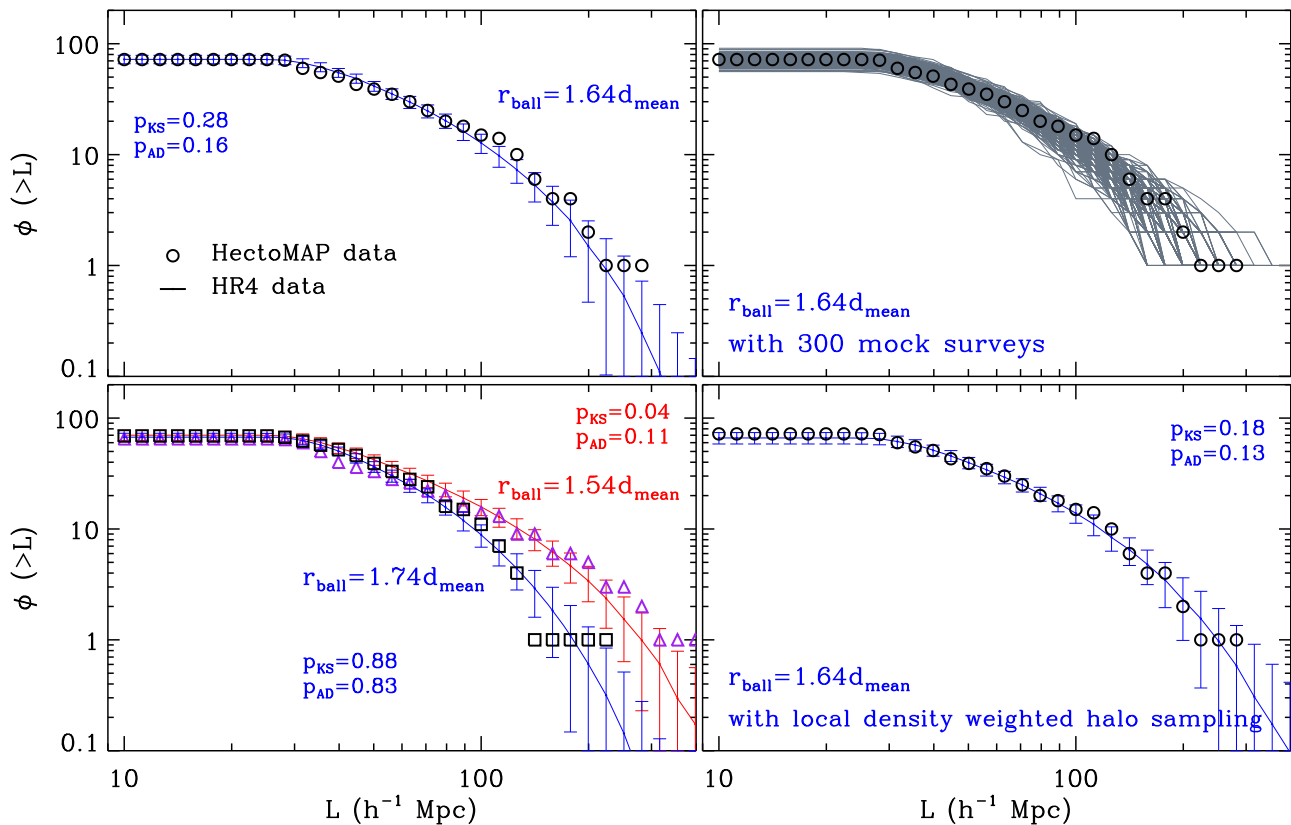 100
10
1
0.1
ϕ (>L)
r_ball=1.64d_mean
p_KS=0.28
p_AD=0.16
HectoMAP data
HR4 data
r_ball=1.64d_mean
with 300 mock surveys
100
10
1
0.1
ϕ (>L)
p_KS=0.04
p_AD=0.11
r_ball=1.54d_mean
r_ball=1.74d_mean
p_KS=0.88
p_AD=0.83
10
100
L (h⁻¹ Mpc)
p_KS=0.18
p_AD=0.13
r_ball=1.64d_mean
with local density weighted halo sampling
10
100
L (h⁻¹ Mpc)